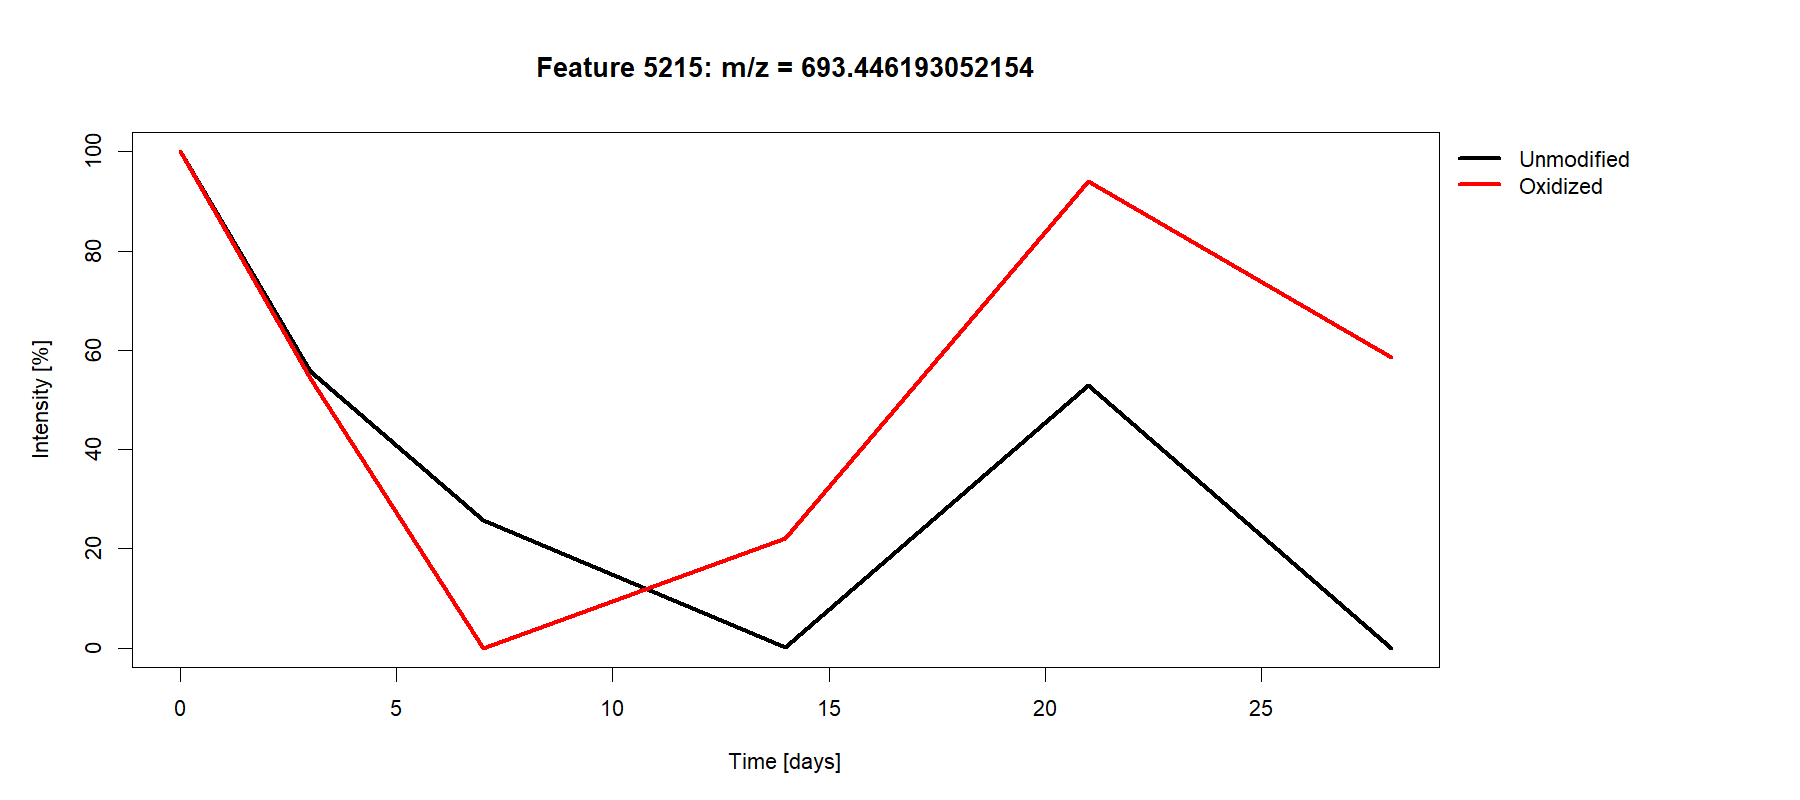 Feature 5215: m/z = 693.446193052154
Unmodified
Oxidized
Intensity [%]
100
80
60
40
20
0
0 5 10 15 20 25
Time [days]